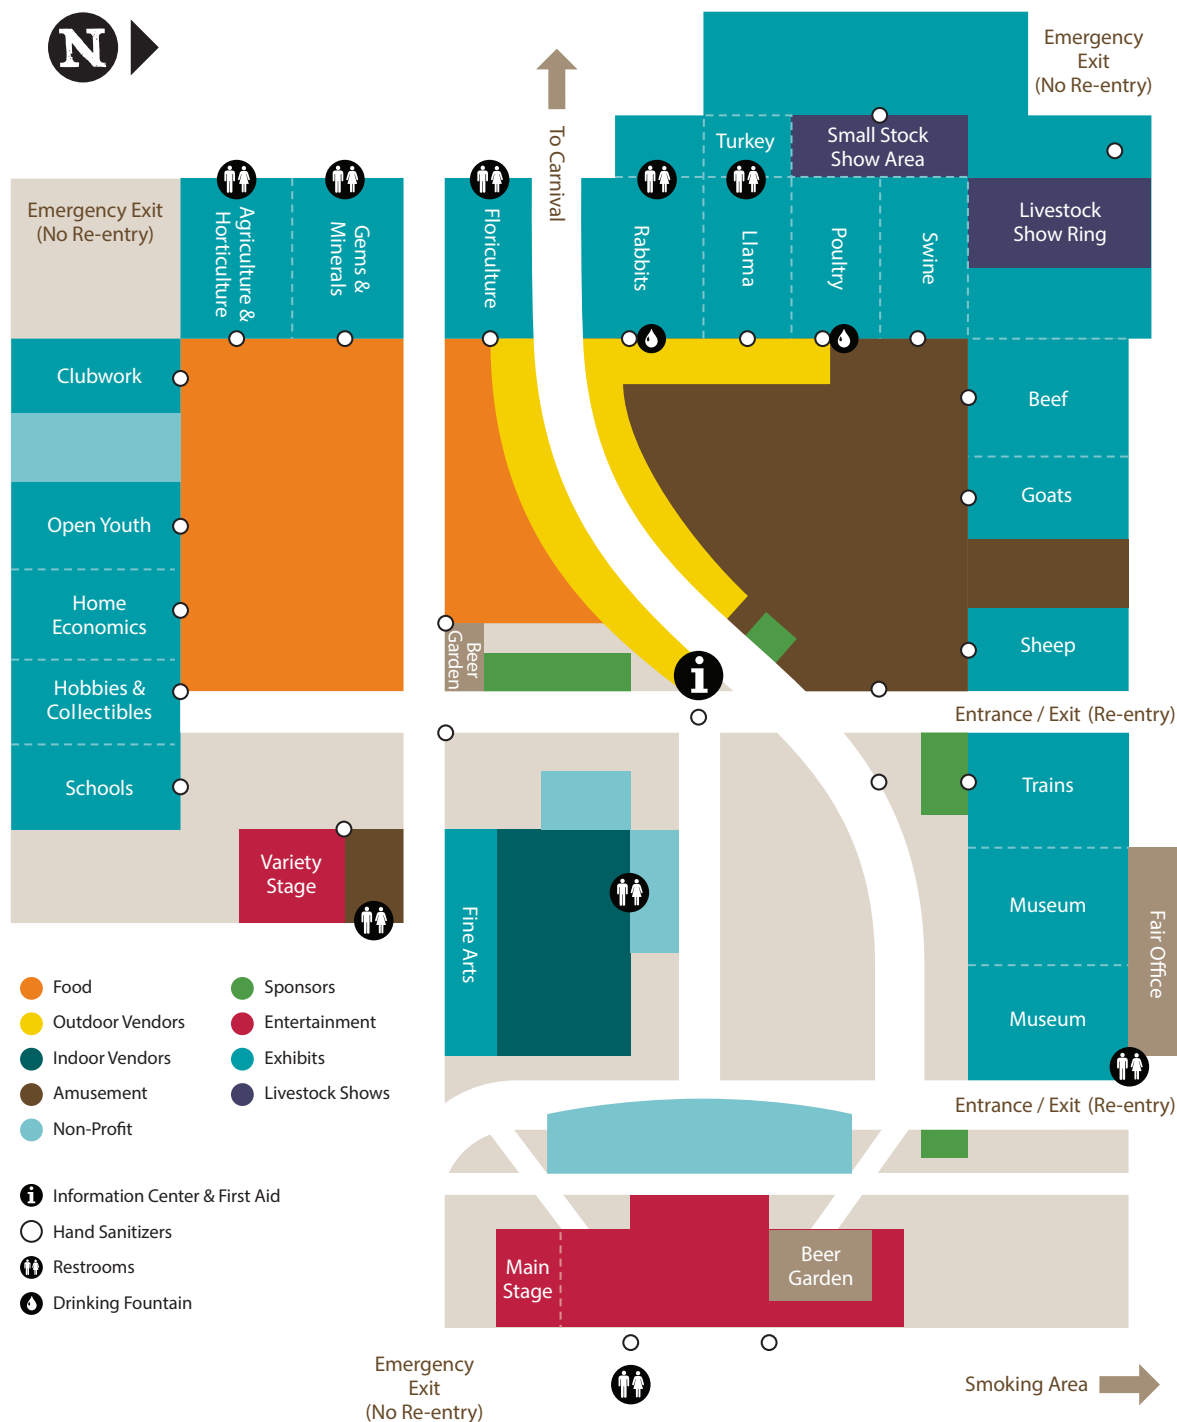 N
Emergency
Exit
(No Re-entry)
To Carnival
Turkey
Small Stock
Show Area
Emergency Exit
(No Re-entry)
Agriculture &
Horticulture
Gems &
Minerals
Floriculture
Rabbits
Llama
Poultry
Swine
Livestock
Show Ring
Clubwork
Beef
Goats
Open Youth
Home
Economics
Beer
Garden
Sheep
Hobbies &
Collectibles
i
Entrance / Exit (Re-entry)
Schools
Trains
Variety
Stage
Fine Arts
Museum
Fair Office
Museum
Food
Outdoor Vendors
Indoor Vendors
Amusement
Non-Profit
Sponsors
Entertainment
Exhibits
Livestock Shows
Entrance / Exit (Re-entry)
i Information Center & First Aid
Hand Sanitizers
Restrooms
Drinking Fountain
Main
Stage
Beer
Garden
Emergency
Exit
(No Re-entry)
Smoking Area